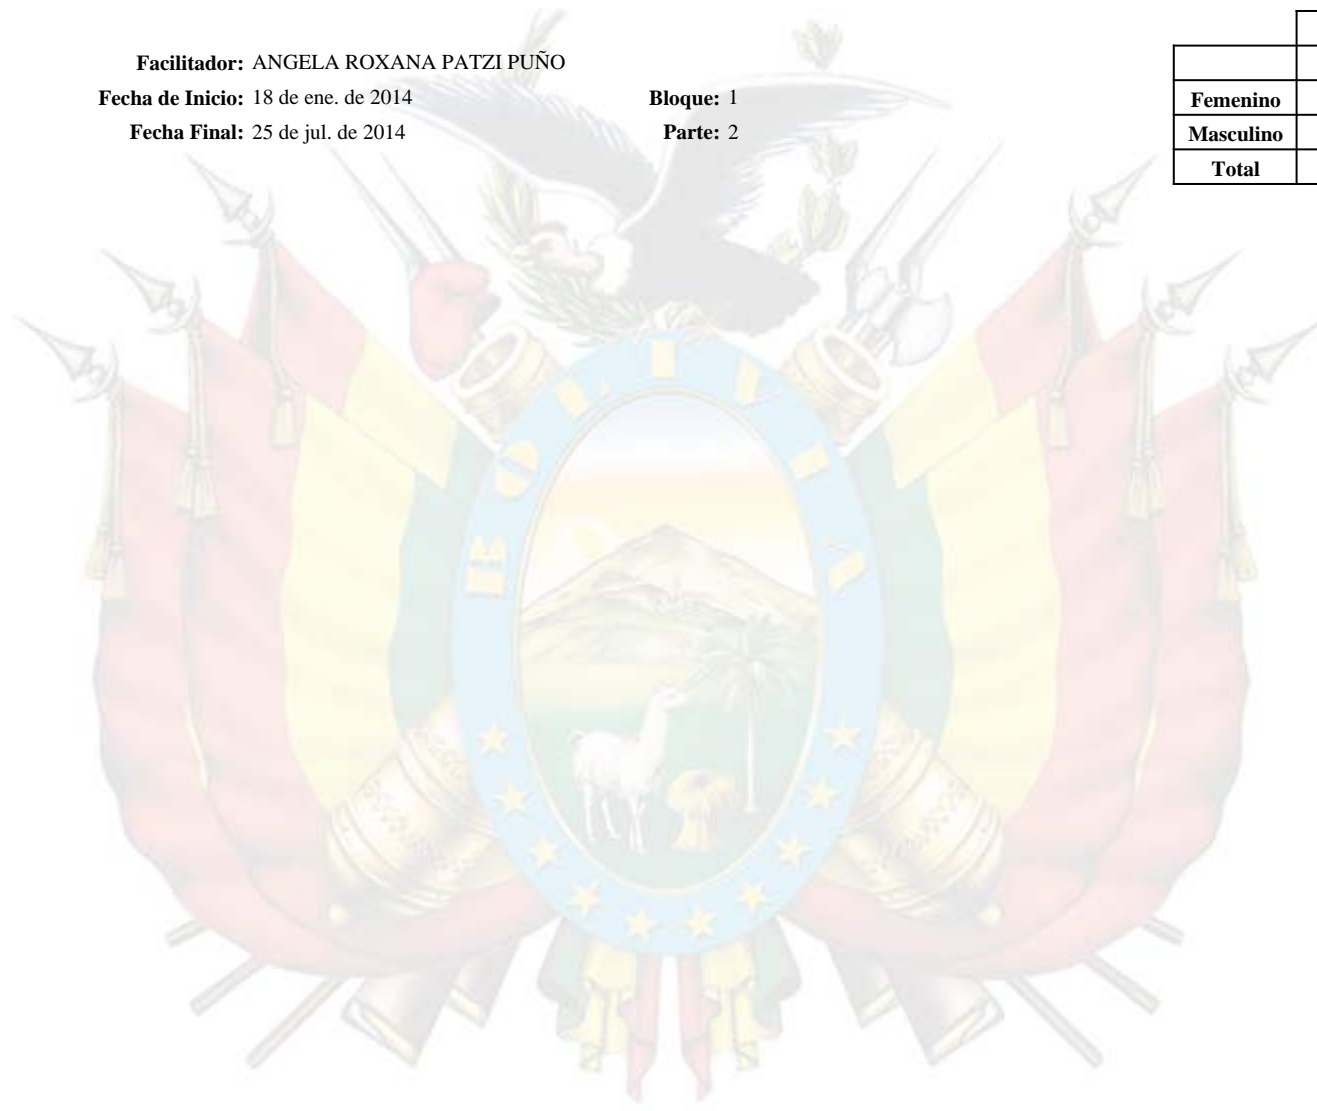 Facilitador: ANGELA ROXANA PATZI PUÑO
Fecha de Inicio: 18 de ene. de 2014 Bloque: 1
Fecha Final: 25 de jul. de 2014 Parte: 2
Femenino
Masculino
Total
BOLIVIA